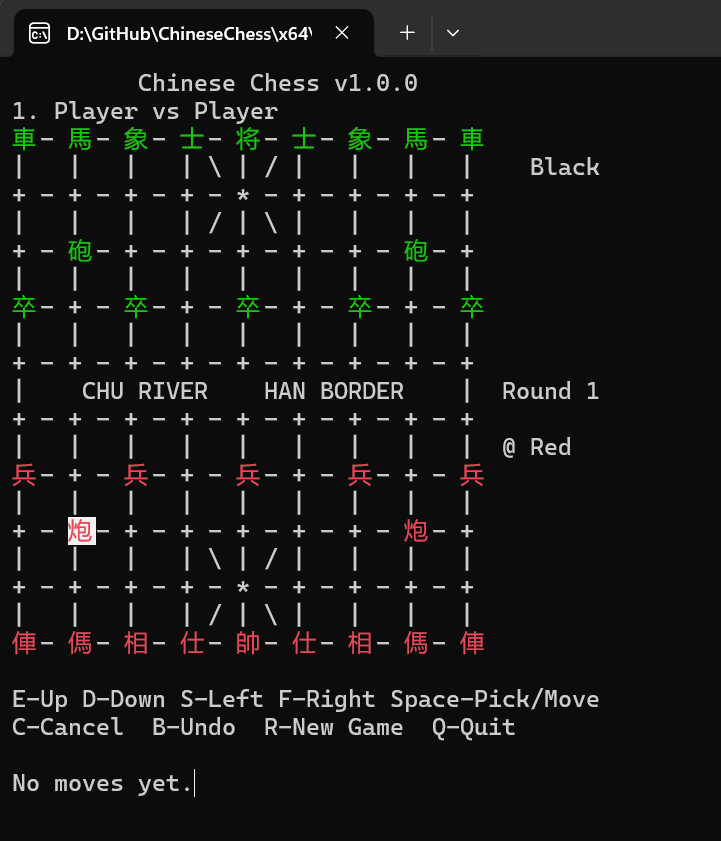 D:\GitHub\ChineseChess\x64\
Chinese Chess v1.0.0
1. Player vs Player
車- 馬- 象- 士- 将- 士- 象- 馬- 車
|   |   |   | \ | / |   |   |    Black
+ - + - + - + - * - + - + - + - +
|   |   |   | / | \ |   |   |   |
+ - 砲- + - + - + - + - + - 砲- +
|   |   |   |   |   |   |   |   |
卒- + - 卒- + - 卒- + - 卒- + - 卒
|   |   |   |   |   |   |   |   |
+ - + - + - + - + - + - + - + - +
|    CHU RIVER    HAN BORDER    |  Round 1
+ - + - + - + - + - + - + - + - +
|   |   |   |   |   |   |   |   |  @ Red
兵- + - 兵- + - 兵- + - 兵- + - 兵
|   |   |   |   |   |   |   |   |
+ - 炮- + - + - + - + - + - 炮- +
|   |   |   | \ | / |   |   |   |
+ - + - + - + - * - + - + - + - +
|   |   |   | / | \ |   |   |   |
俥- 傌- 相- 仕- 帥- 仕- 相- 傌- 俥
E-Up D-Down S-Left F-Right Space-Pick/Move
C-Cancel  B-Undo  R-New Game  Q-Quit
No moves yet.